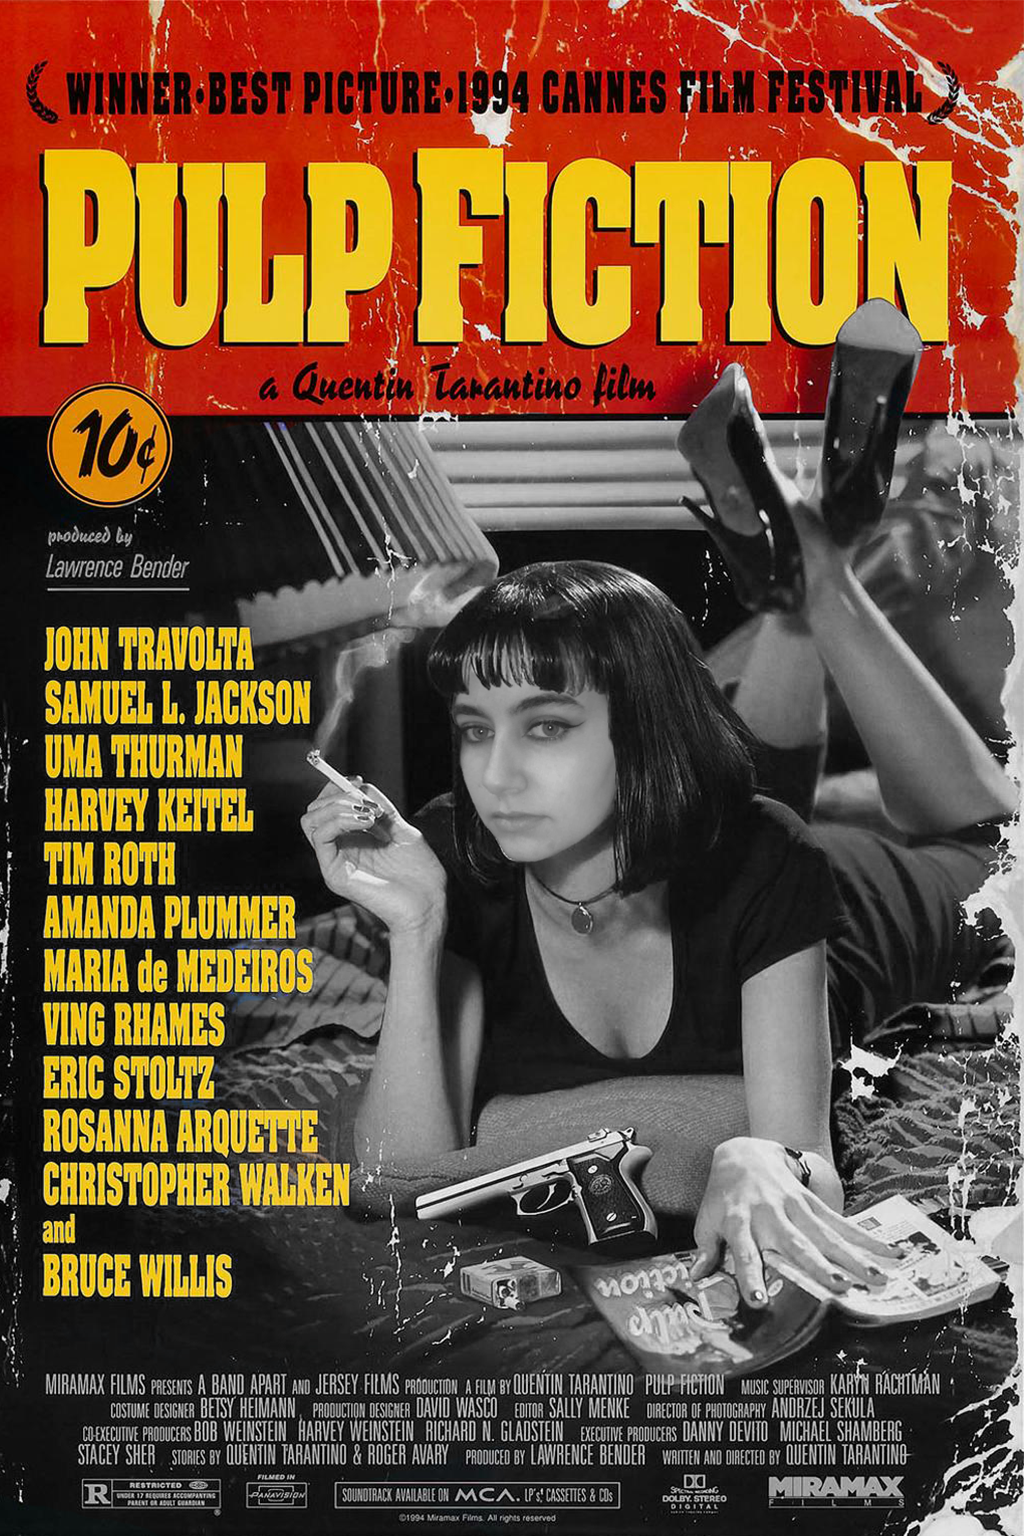 WINNER•BEST PICTURE•1994 CANNES FILM FESTIVAL
PULP FICTION
a Quentin Tarantino film
10¢
produced by
Lawrence Bender
JOHN TRAVOLTA
SAMUEL L. JACKSON
UMA THURMAN
HARVEY KEITEL
TIM ROTH
AMANDA PLUMMER
MARIA de MEDEIROS
VING RHAMES
ERIC STOLTZ
ROSANNA ARQUETTE
CHRISTOPHER WALKEN
and
BRUCE WILLIS
Pulp
Fiction
MIRAMAX FILMS PRESENTS A BAND APART AND JERSEY FILMS PRODUCTION A FILM BY QUENTIN TARANTINO PULP FICTION MUSIC SUPERVISOR KARYN RACHTMAN
COSTUME DESIGNER BETSY HEIMANN PRODUCTION DESIGNER DAVID WASCO EDITOR SALLY MENKE DIRECTOR OF PHOTOGRAPHY ANDRZEJ SEKULA
CO-EXECUTIVE PRODUCERS BOB WEINSTEIN HARVEY WEINSTEIN RICHARD N. GLADSTEIN EXECUTIVE PRODUCERS DANNY DEVITO MICHAEL SHAMBERG
STACEY SHER STORIES BY QUENTIN TARANTINO & ROGER AVARY PRODUCED BY LAWRENCE BENDER WRITTEN AND DIRECTED BY QUENTIN TARANTINO
R RESTRICTED
UNDER 17 REQUIRES ACCOMPANYING
PARENT OR ADULT GUARDIAN
FILMED IN
PANAVISION
SOUNDTRACK AVAILABLE ON MCA. LP's, CASSETTES & CDs
SPECTRAL RECORDING
DOLBY STEREO
DIGITAL
MIRAMAX
FILMS
©1994 Miramax Films. All rights reserved